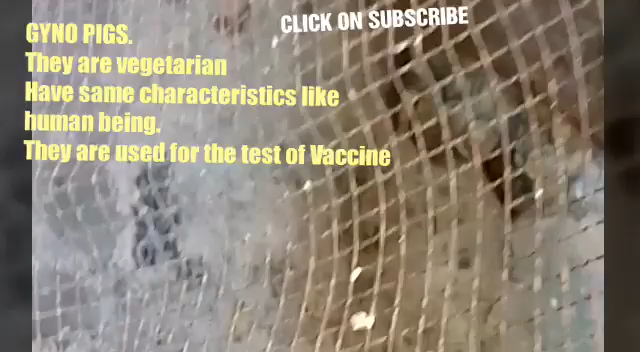 CLICK ON SUBSCRIBE
GYNO PIGS.
They are vegetarian
Have same characteristics like
human being.
They are used for the test of Vaccine